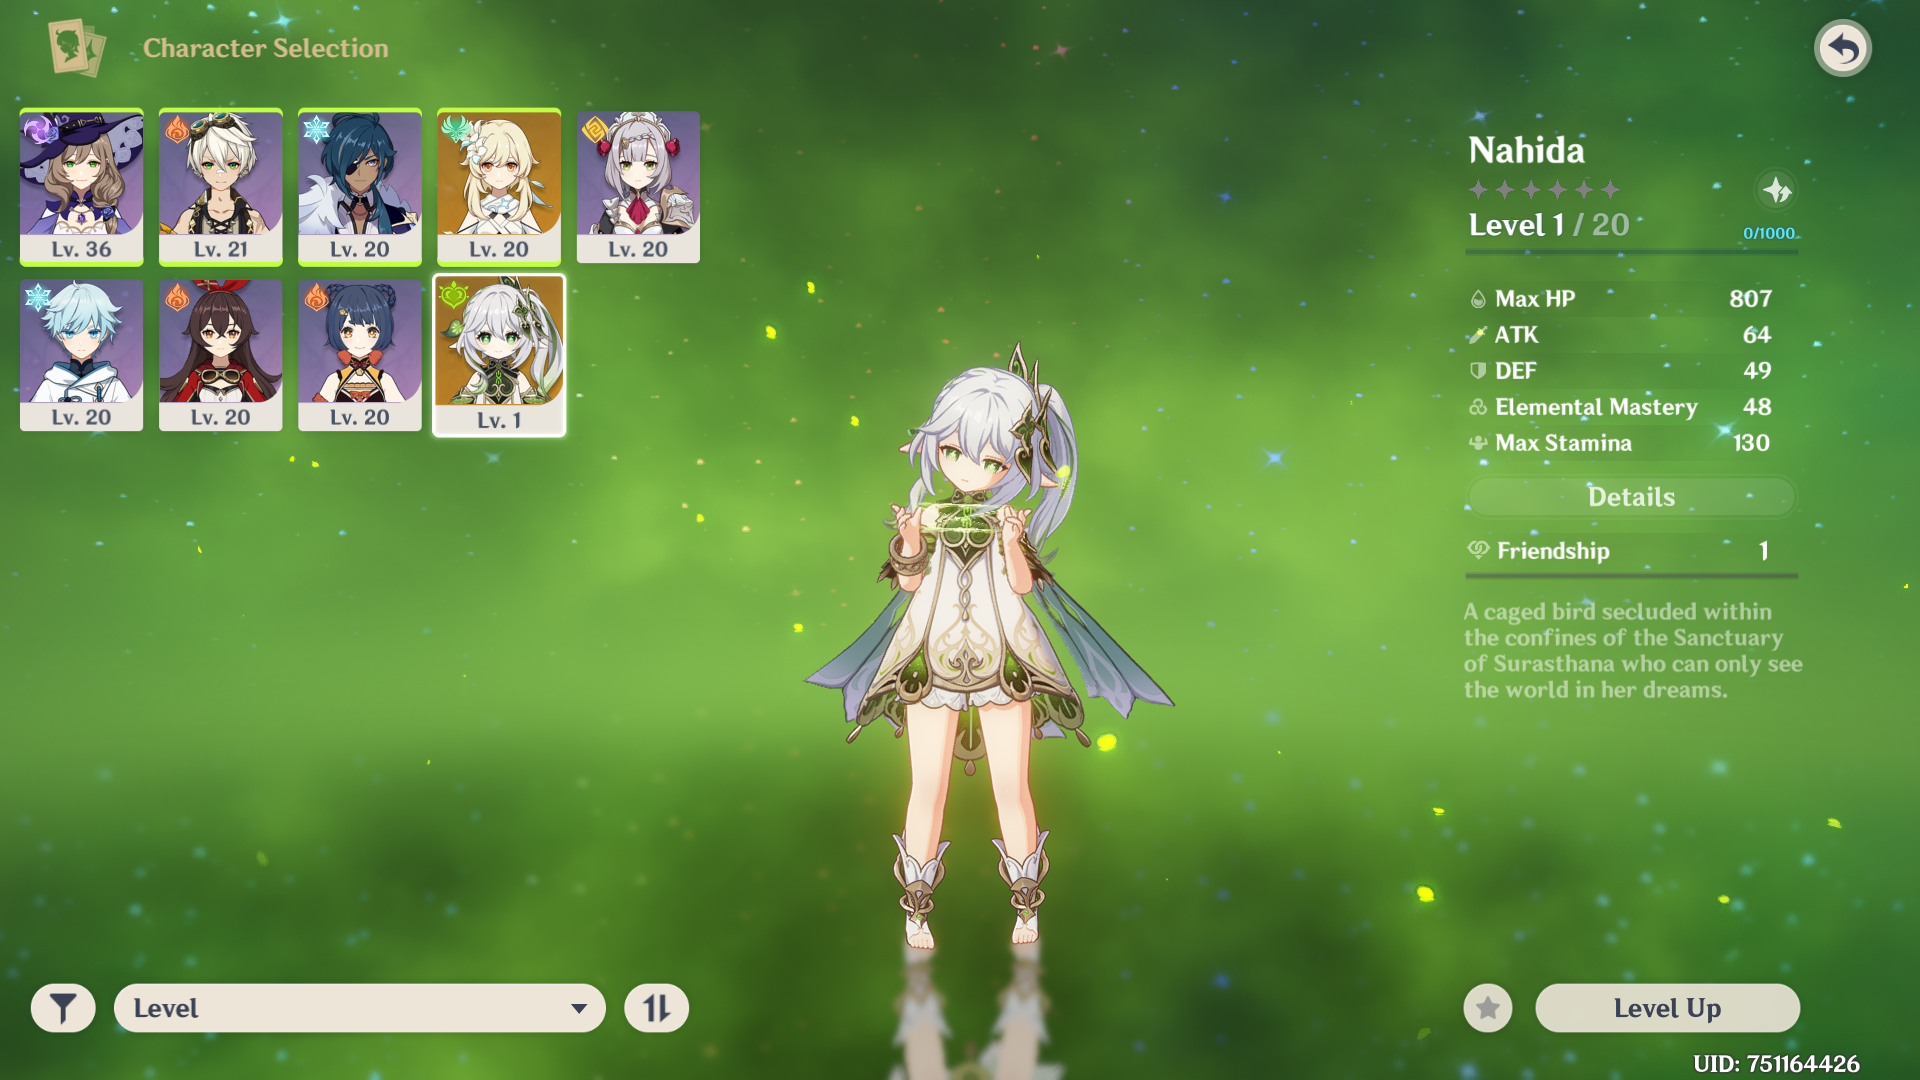 Character Selection
Lv. 36
Lv. 21
Lv. 20
Lv. 20
Lv. 20
Lv. 20
Lv. 20
Lv. 20
Lv. 1
Nahida
Level 1 / 20
0/1000
Max HP 807
ATK 64
DEF 49
Elemental Mastery 48
Max Stamina 130
Details
Friendship 1
A caged bird secluded within
the confines of the Sanctuary
of Surasthana who can only see
the world in her dreams.
Level
Level Up
UID: 751164426